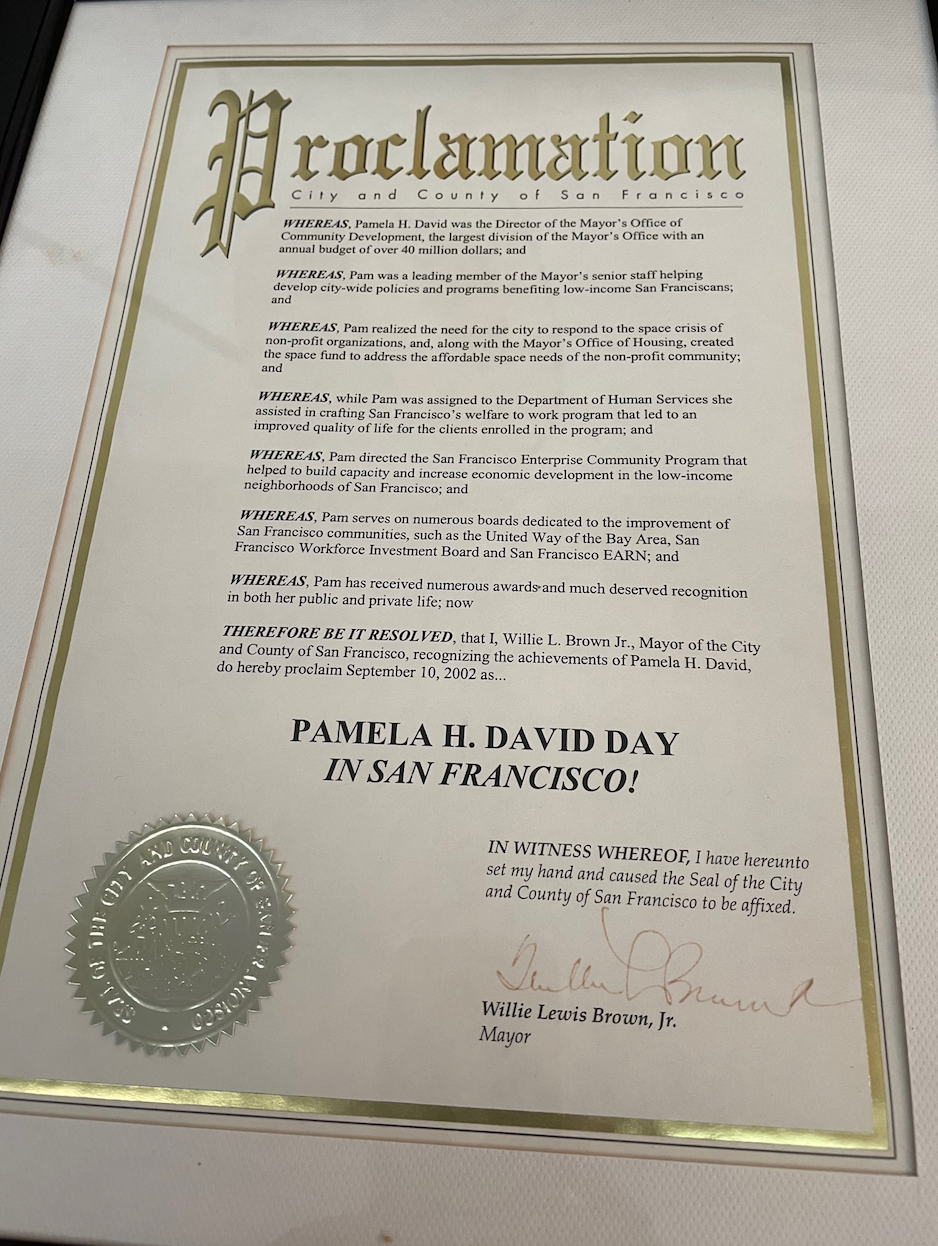 Proclamation
City and County of San Francisco
WHEREAS, Pamela H. David was the Director of the Mayor's Office of
Community Development, the largest division of the Mayor's Office with an
annual budget of over 40 million dollars; and
WHEREAS, Pam was a leading member of the Mayor's senior staff helping
develop city-wide policies and programs benefiting low-income San Franciscans;
and
WHEREAS, Pam realized the need for the city to respond to the space crisis of
non-profit organizations, and, along with the Mayor's Office of Housing, created
the space fund to address the affordable space needs of the non-profit community;
and
WHEREAS, while Pam was assigned to the Department of Human Services she
assisted in crafting San Francisco's welfare to work program that led to an
improved quality of life for the clients enrolled in the program; and
WHEREAS, Pam directed the San Francisco Enterprise Community Program that
helped to build capacity and increase economic development in the low-income
neighborhoods of San Francisco; and
WHEREAS, Pam serves on numerous boards dedicated to the improvement of
San Francisco communities, such as the United Way of the Bay Area, San
Francisco Workforce Investment Board and San Francisco EARN; and
WHEREAS, Pam has received numerous awards and much deserved recognition
in both her public and private life; now
THEREFORE BE IT RESOLVED, that I, Willie L. Brown Jr., Mayor of the City
and County of San Francisco, recognizing the achievements of Pamela H. David,
do hereby proclaim September 10, 2002 as...
PAMELA H. DAVID DAY
IN SAN FRANCISCO!
SEAL OF THE CITY AND COUNTY OF SAN FRANCISCO
IN WITNESS WHEREOF, I have hereunto
set my hand and caused the Seal of the City
and County of San Francisco to be affixed.
Willie L Brown Jr
Willie Lewis Brown, Jr.
Mayor